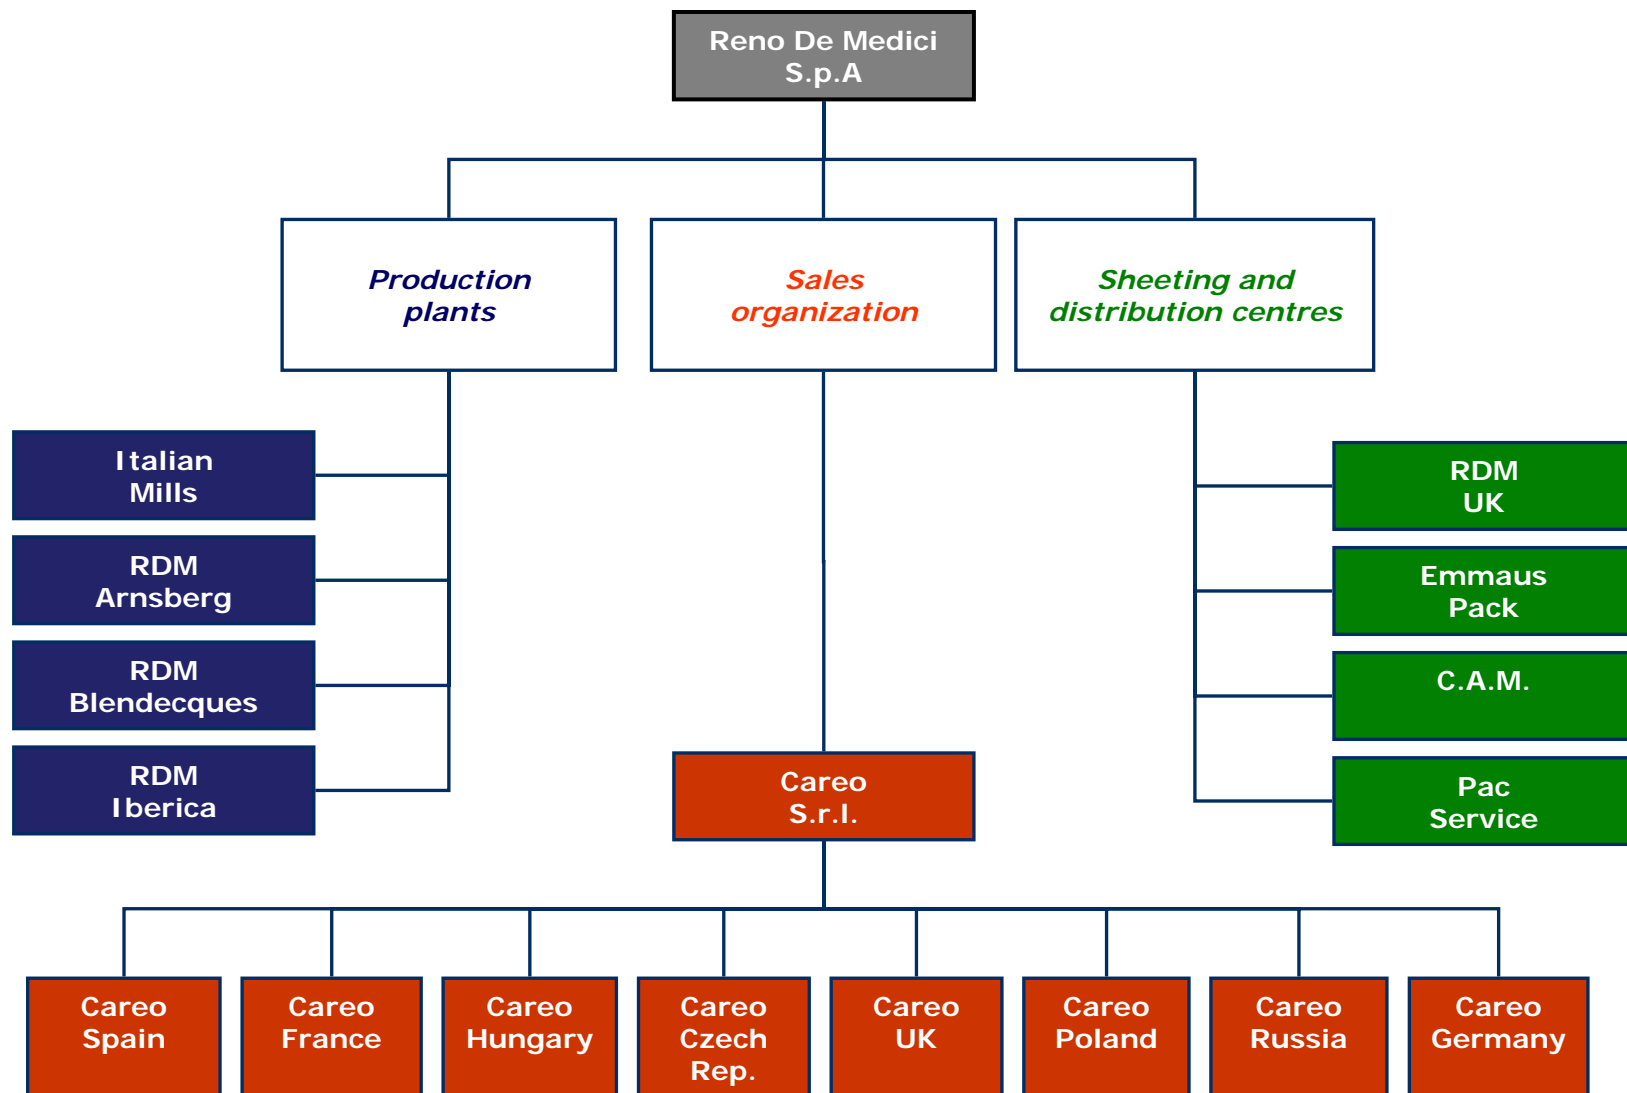 Reno De Medici
S.p.A
Production
plants
Sales
organization
Sheeting and
distribution centres
Italian
Mills
RDM
Arnsberg
RDM
Blendecques
RDM
Iberica
RDM
UK
Emmaus
Pack
C.A.M.
Pac
Service
Careo
S.r.l.
Careo
Spain
Careo
France
Careo
Hungary
Careo
Czech
Rep.
Careo
UK
Careo
Poland
Careo
Russia
Careo
Germany